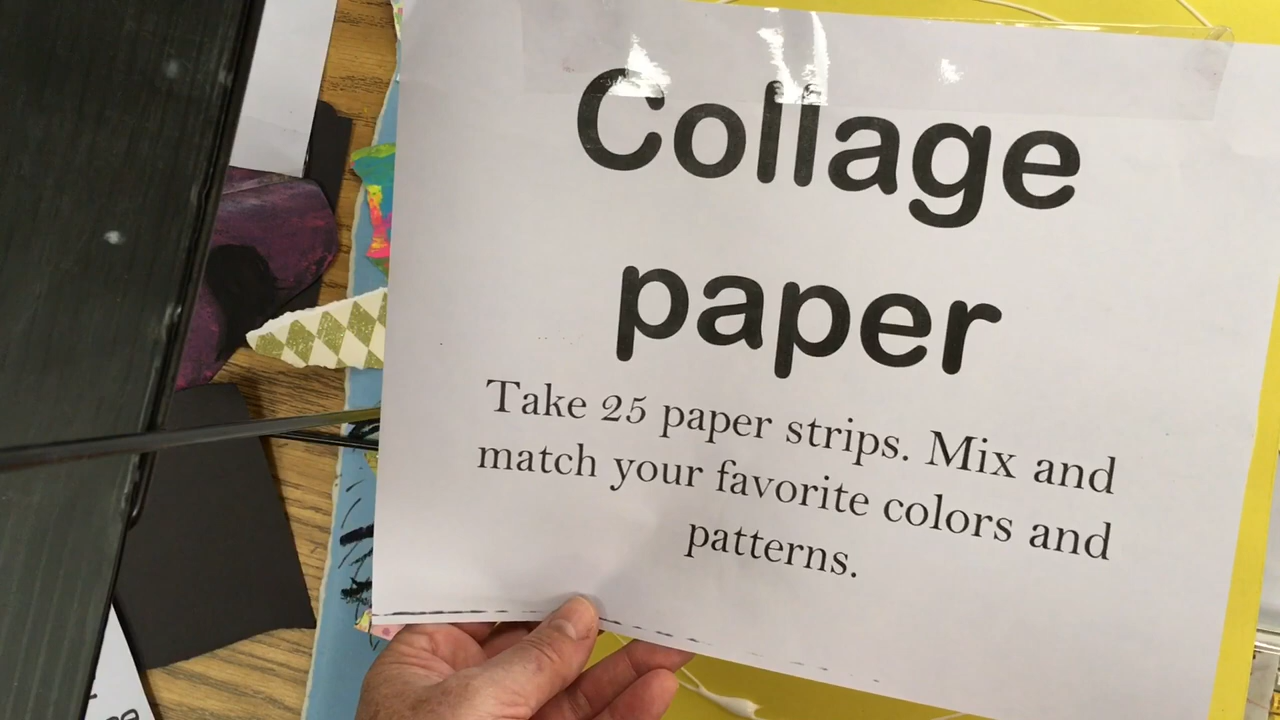 Collage
paper
Take 25 paper strips. Mix and
match your favorite colors and
patterns.